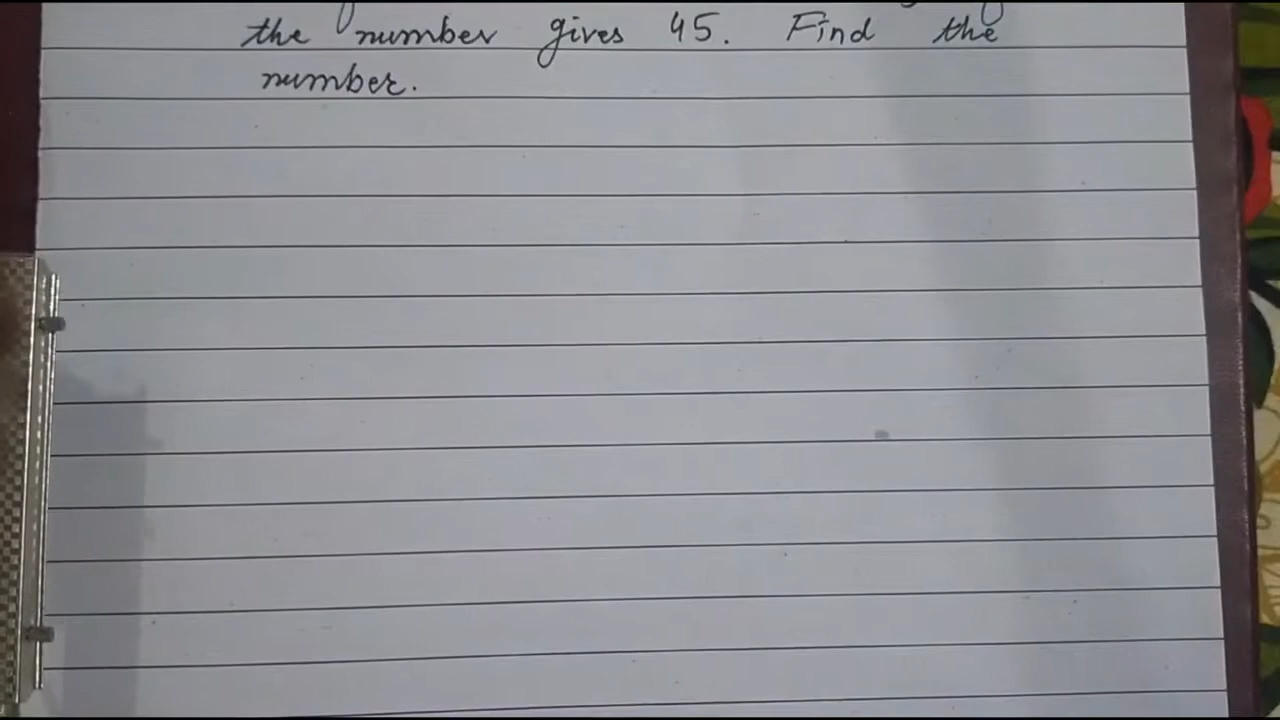 the number gives 45. Find the
number.